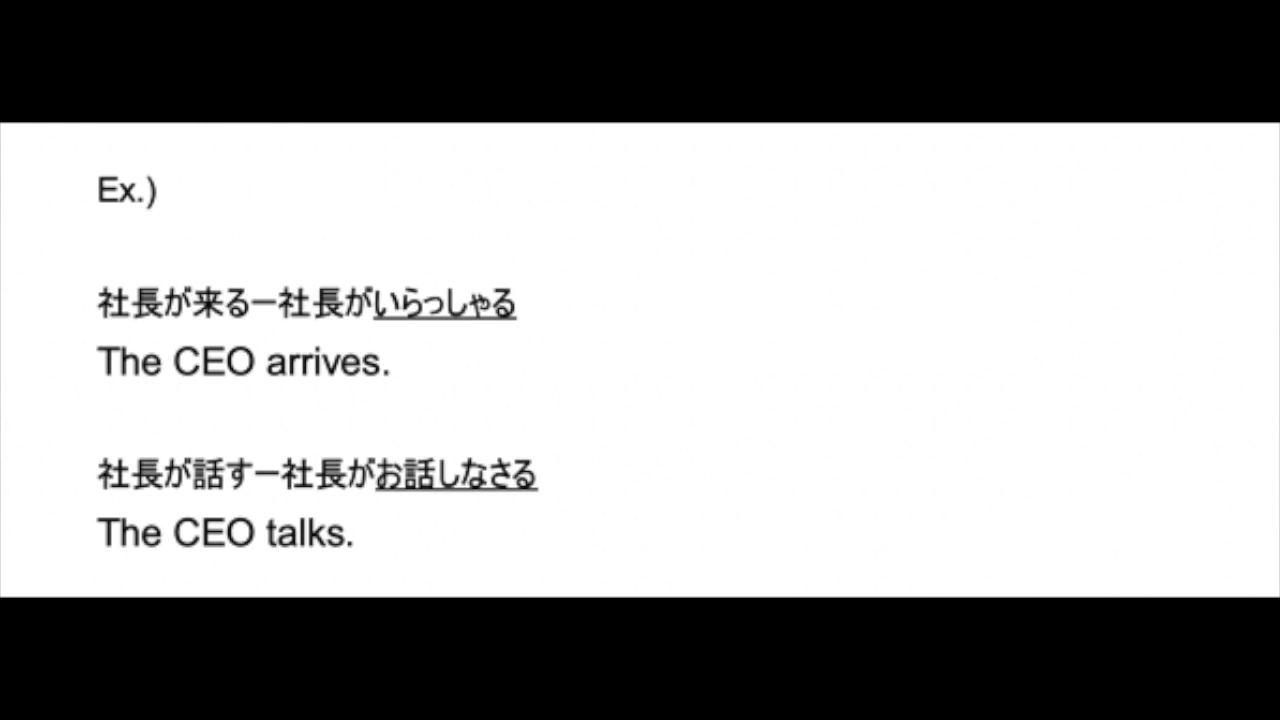 Ex.)
社長が来るー社長がいらっしゃる
The CEO arrives.
社長が話すー社長がお話しなさる
The CEO talks.